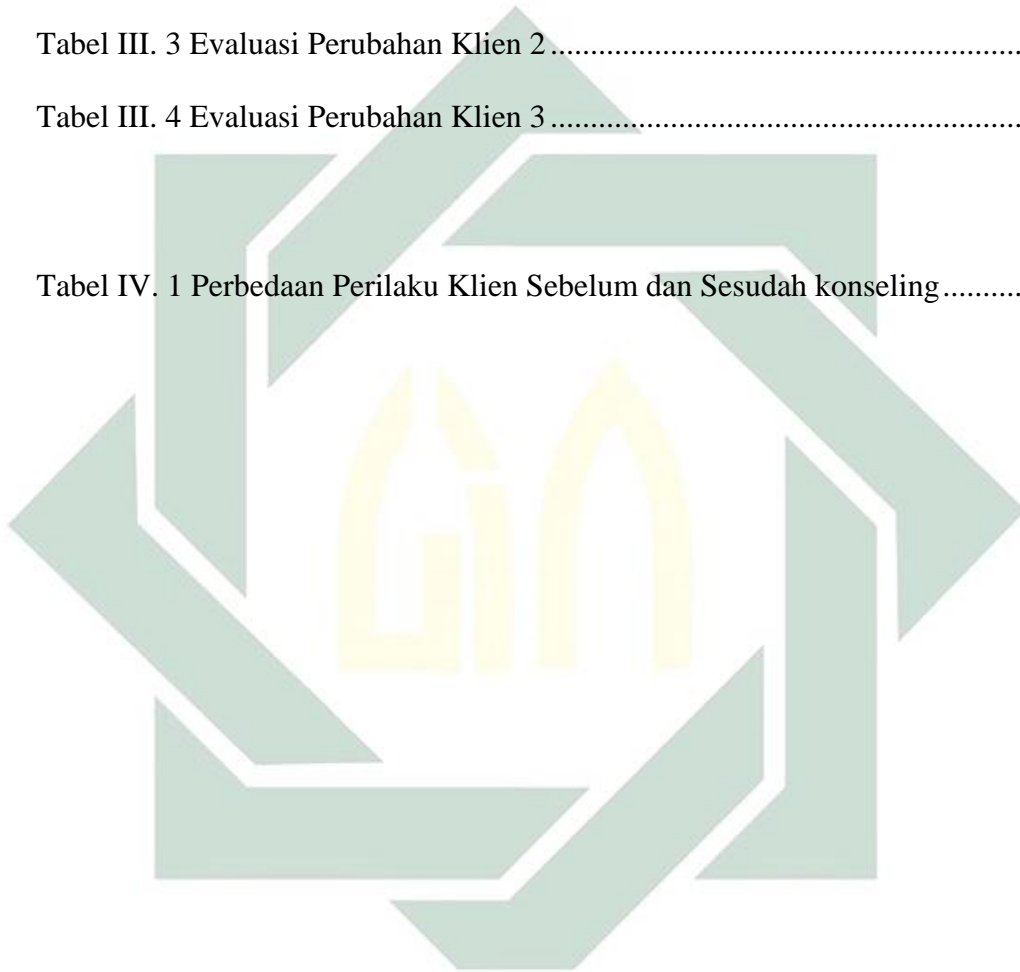 Tabel III. 3 Evaluasi Perubahan Klien 2............................................................
Tabel III. 4 Evaluasi Perubahan Klien 3............................................................
Tabel IV. 1 Perbedaan Perilaku Klien Sebelum dan Sesudah konseling..........